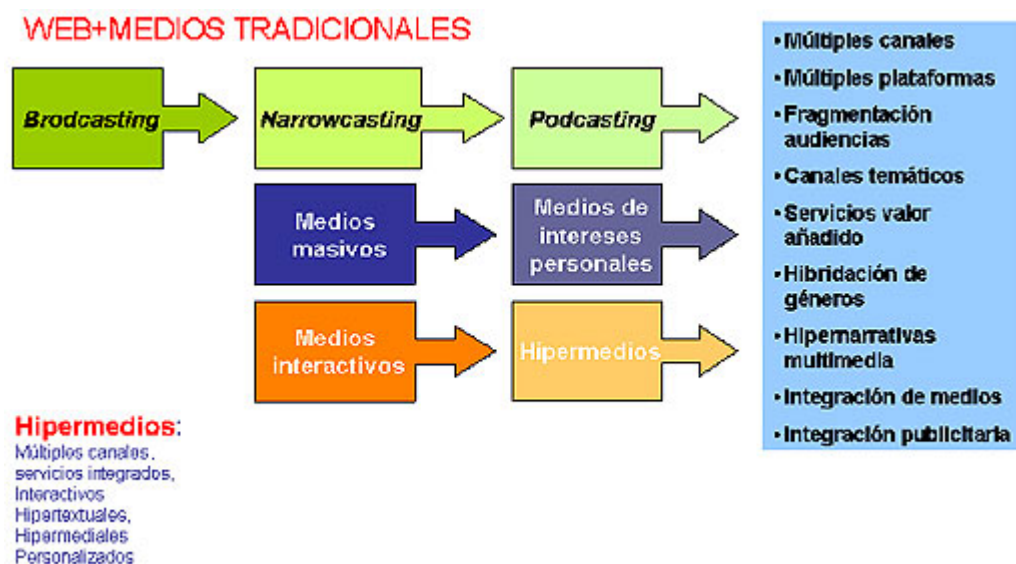 WEB+MEDIOS TRADICIONALES
Brodcasting
Narrowcasting
Podcasting
Medios
masivos
Medios de
intereses
personales
Medios
interactivos
Hipermedios
•Múltiples canales
•Múltiples plataformas
•Fragmentación
audiencias
•Canales temáticos
•Servicios valor
añadido
•Hibridación de
géneros
•Hipernarrativas
multimedia
•Integración de medios
•Integración publicitaria
Hipermedios:
Múltiples canales,
servicios integrados,
Interactivos
Hipertextuales,
Hipermediales
Personalizados